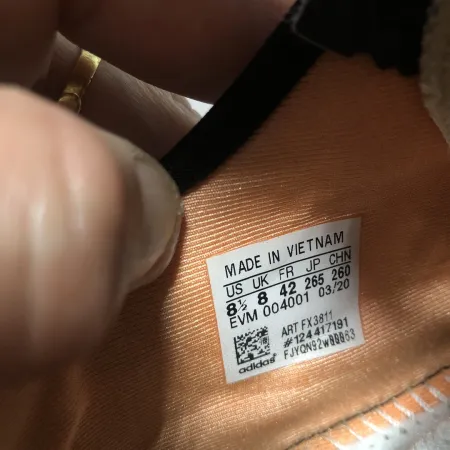 MADE IN VIETNAM
US UK FR JP CHN
8½ 8 42 265 260
EVM 004001 03/20
ART FX3811
#124417191
adidas